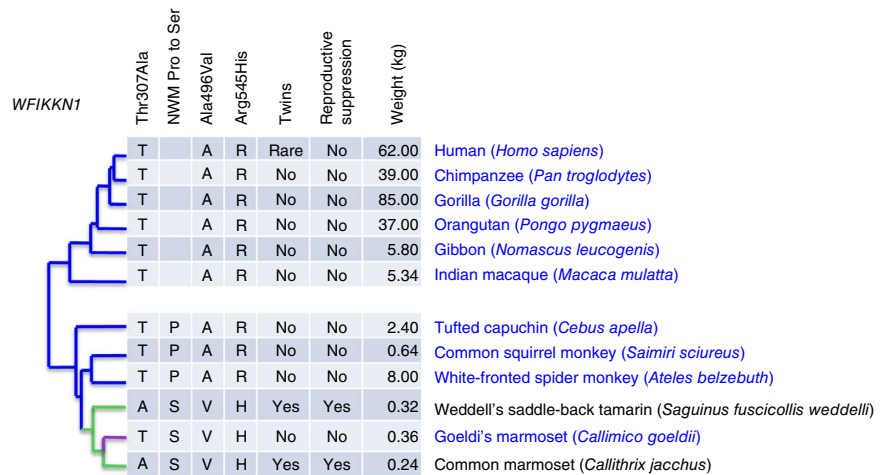 WFIKKN1
Thr307Ala NWM Pro to Ser Ala496Val Arg545His Twins Reproductive suppression Weight (kg)
T A R Rare No 62.00 Human (Homo sapiens)
T A R No No 39.00 Chimpanzee (Pan troglodytes)
T A R No No 85.00 Gorilla (Gorilla gorilla)
T A R No No 37.00 Orangutan (Pongo pygmaeus)
T A R No No 5.80 Gibbon (Nomascus leucogenis)
T A R No No 5.34 Indian macaque (Macaca mulatta)
T P A R No No 2.40 Tufted capuchin (Cebus apella)
T P A R No No 0.64 Common squirrel monkey (Saimiri sciureus)
T P A R No No 8.00 White-fronted spider monkey (Ateles belzebuth)
A S V H Yes Yes 0.32 Weddell's saddle-back tamarin (Saguinus fuscicollis weddelli)
T S V H No No 0.36 Goeldi's marmoset (Callimico goeldii)
A S V H Yes Yes 0.24 Common marmoset (Callithrix jacchus)